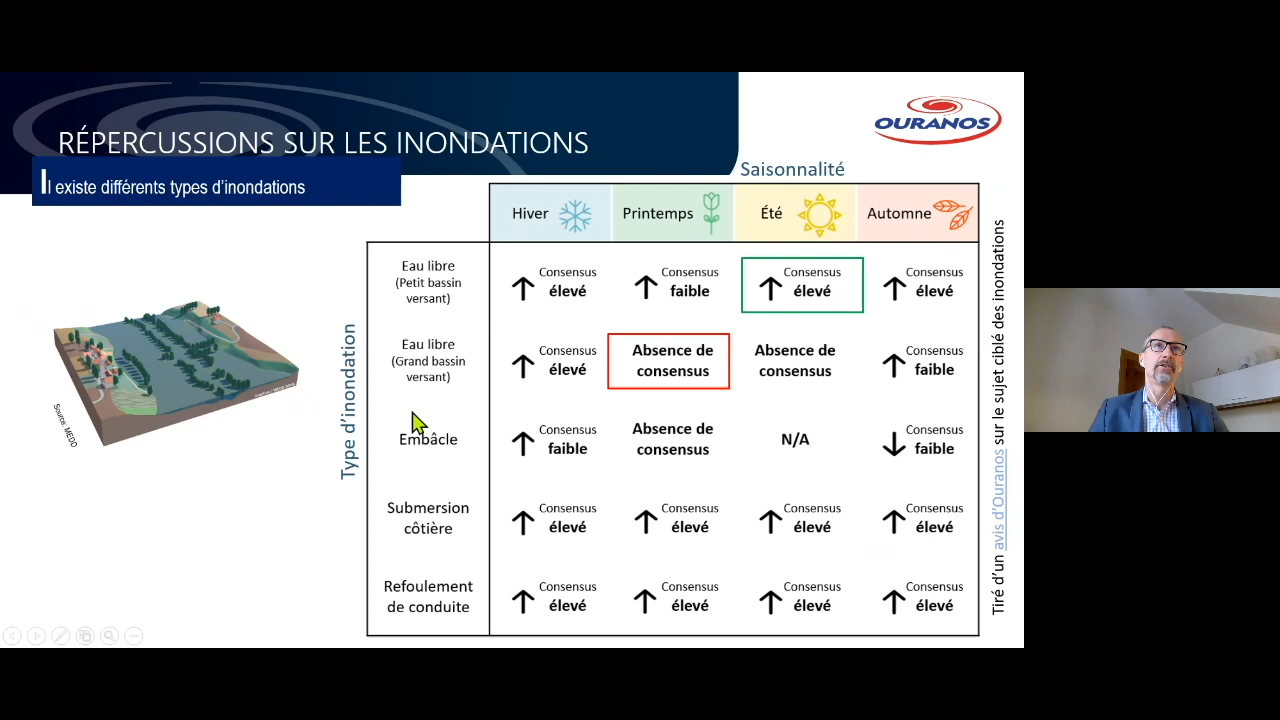 RÉPERCUSSIONS SUR LES INONDATIONS
Il existe différents types d'inondations
OURANOS
Saisonnalité
Hiver
Printemps
Été
Automne
Type d'inondation
Eau libre
(Petit bassin
versant)
Consensus
élevé
Consensus
faible
Consensus
élevé
Consensus
élevé
Eau libre
(Grand bassin
versant)
Consensus
élevé
Absence de
consensus
Absence de
consensus
Consensus
faible
Embâcle
Consensus
faible
Absence de
consensus
N/A
Consensus
faible
Submersion
côtière
Consensus
élevé
Consensus
élevé
Consensus
élevé
Consensus
élevé
Refoulement
de conduite
Consensus
élevé
Consensus
élevé
Consensus
élevé
Consensus
élevé
Tiré d'un avis d'Ouranos sur le sujet ciblé des inondations
Source: MEDD